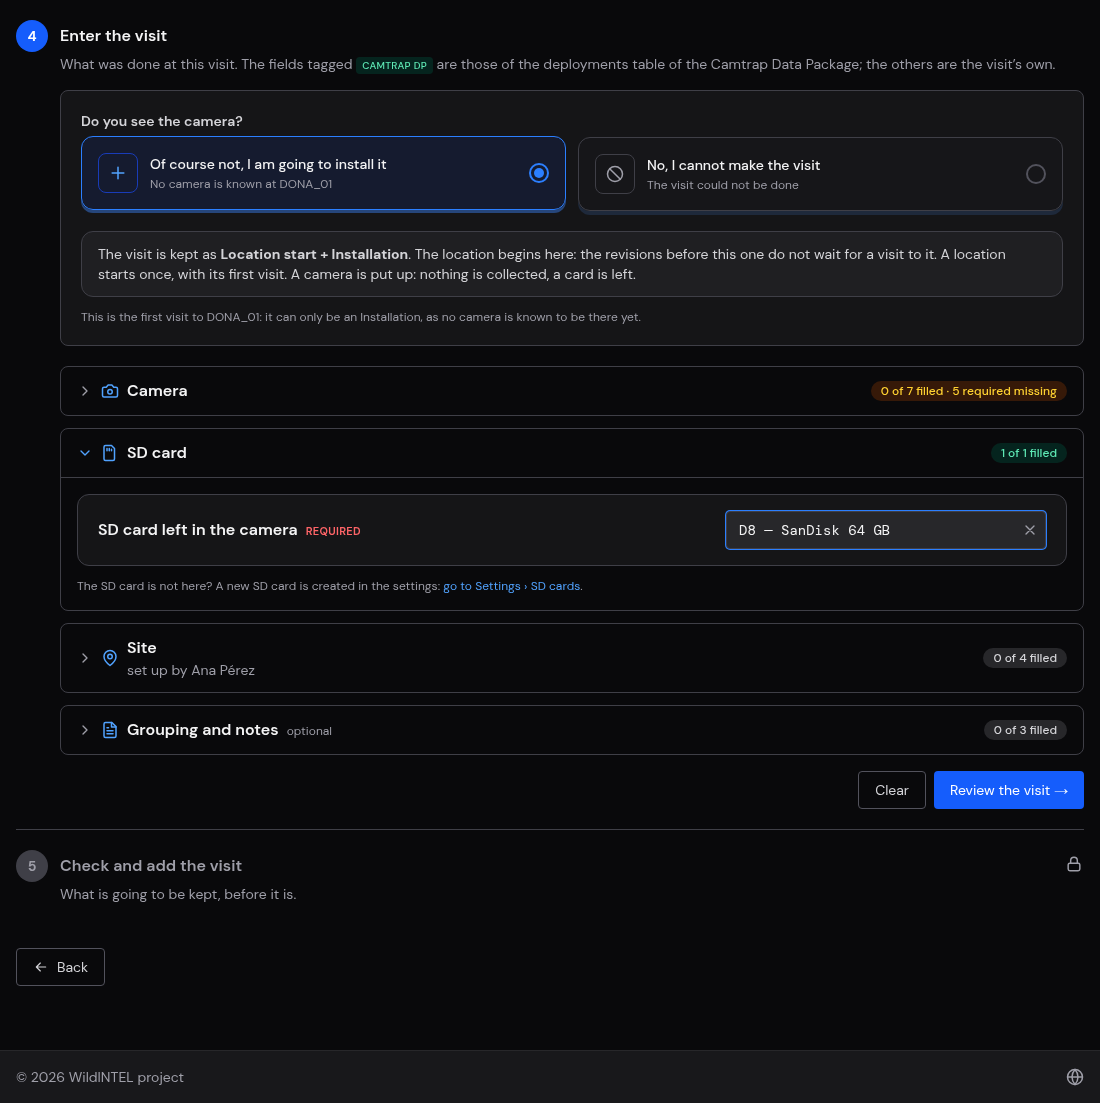 4
Enter the visit
What was done at this visit. The fields tagged CAMTRAP DP are those of the deployments table of the Camtrap Data Package; the others are the visit's own.
Do you see the camera?
Of course not, I am going to install it
No camera is known at DONA_01
No, I cannot make the visit
The visit could not be done
The visit is kept as Location start + Installation. The location begins here: the revisions before this one do not wait for a visit to it. A location
starts once, with its first visit. A camera is put up: nothing is collected, a card is left.
This is the first visit to DONA_01: it can only be an Installation, as no camera is known to be there yet.
Camera
0 of 7 filled · 5 required missing
SD card
1 of 1 filled
SD card left in the camera REQUIRED
D8 — SanDisk 64 GB
The SD card is not here? A new SD card is created in the settings: go to Settings › SD cards.
Site
set up by Ana Pérez
0 of 4 filled
Grouping and notes optional
0 of 3 filled
Clear
Review the visit →
5
Check and add the visit
What is going to be kept, before it is.
← Back
© 2026 WildINTEL project